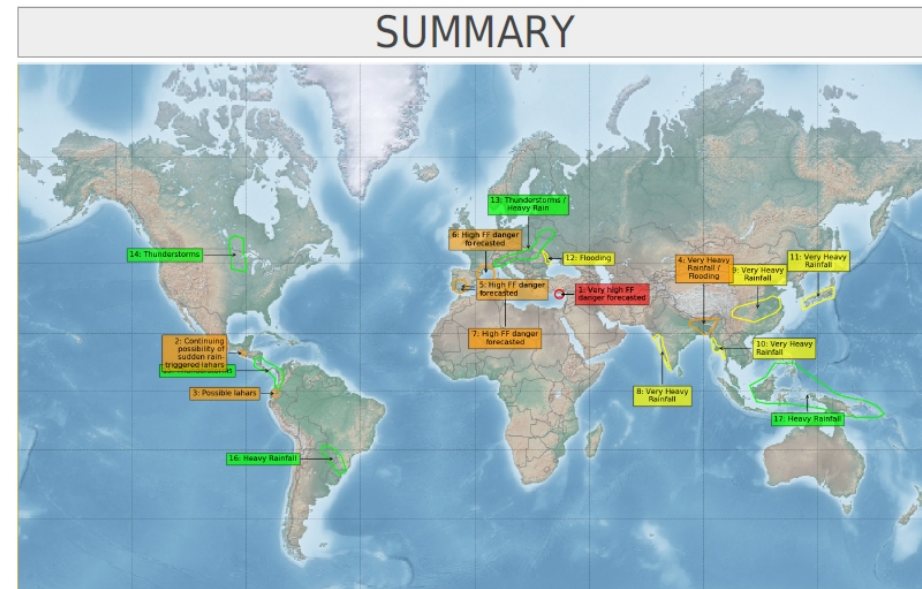 SUMMARY
13: Thunderstorms /
Heavy Rain
6: High FF danger
forecasted
14: Thunderstorms
12: Flooding
4: Very Heavy
Rainfall /
Flooding
9: Very Heavy
Rainfall
11: Very Heavy
Rainfall
5: High FF danger
forecasted
1: Very high FF
danger forecasted
7: High FF danger
forecasted
2: Continuing
possibility of
sudden rain-
triggered lahars
Thunderstorms
10: Very Heavy
Rainfall
3: Possible lahars
8: Very Heavy
Rainfall
17: Heavy Rainfall
16: Heavy Rainfall